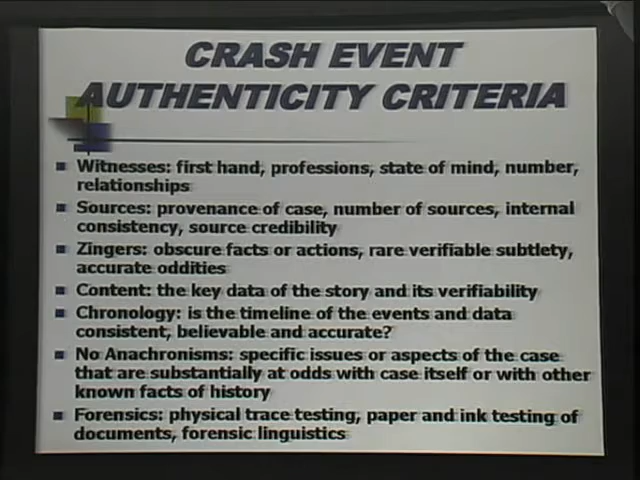 CRASH EVENT
AUTHENTICITY CRITERIA
Witnesses: first hand, professions, state of mind, number,
relationships
Sources: provenance of case, number of sources, internal
consistency, source credibility
Zingers: obscure facts or actions, rare verifiable subtlety,
accurate oddities
Content: the key data of the story and its verifiability
Chronology: is the timeline of the events and data
consistent, believable and accurate?
No Anachronisms: specific issues or aspects of the case
that are substantially at odds with case itself or with other
known facts of history
Forensics: physical trace testing, paper and ink testing of
documents, forensic linguistics